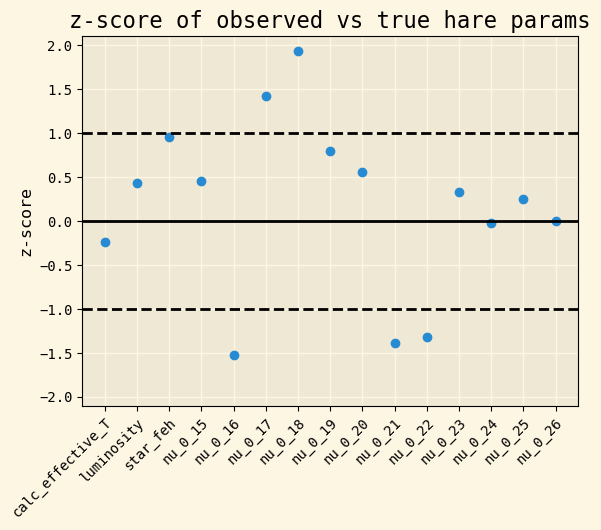 z-score of observed vs true hare params
z-score
2.0
1.5
1.0
0.5
0.0
−0.5
−1.0
−1.5
−2.0
calc_effective_T
luminosity
star_feh
nu_0_15
nu_0_16
nu_0_17
nu_0_18
nu_0_19
nu_0_20
nu_0_21
nu_0_22
nu_0_23
nu_0_24
nu_0_25
nu_0_26